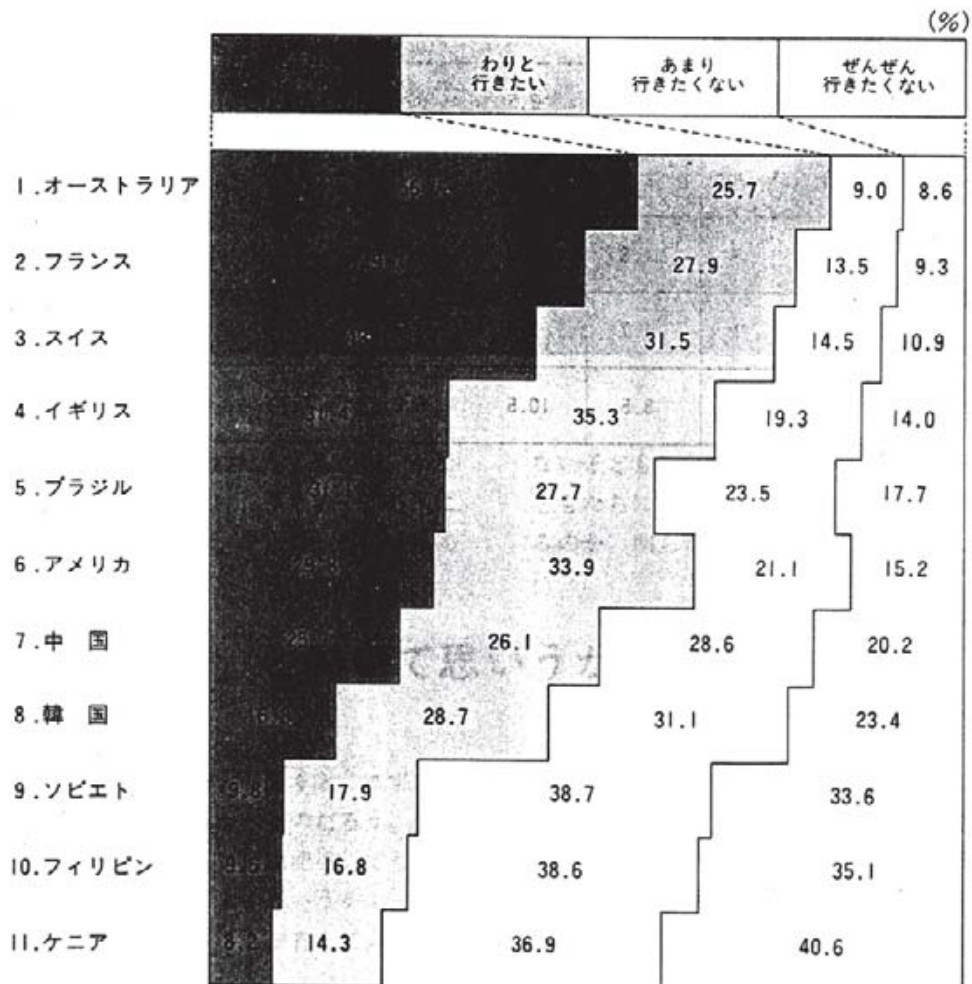 (%)
わりと
行きたい
あまり
行きたくない
ぜんぜん
行きたくない
1.オーストラリア 25.7 9.0 8.6
2.フランス 27.9 13.5 9.3
3.スイス 31.5 14.5 10.9
4.イギリス 35.3 19.3 14.0
5.ブラジル 27.7 23.5 17.7
6.アメリカ 29.8 33.9 21.1 15.2
7.中国 26.1 28.6 20.2
8.韓国 28.7 31.1 23.4
9.ソビエト 9.8 17.9 38.7 33.6
10.フィリピン 16.8 38.6 35.1
11.ケニア 8.2 14.3 36.9 40.6